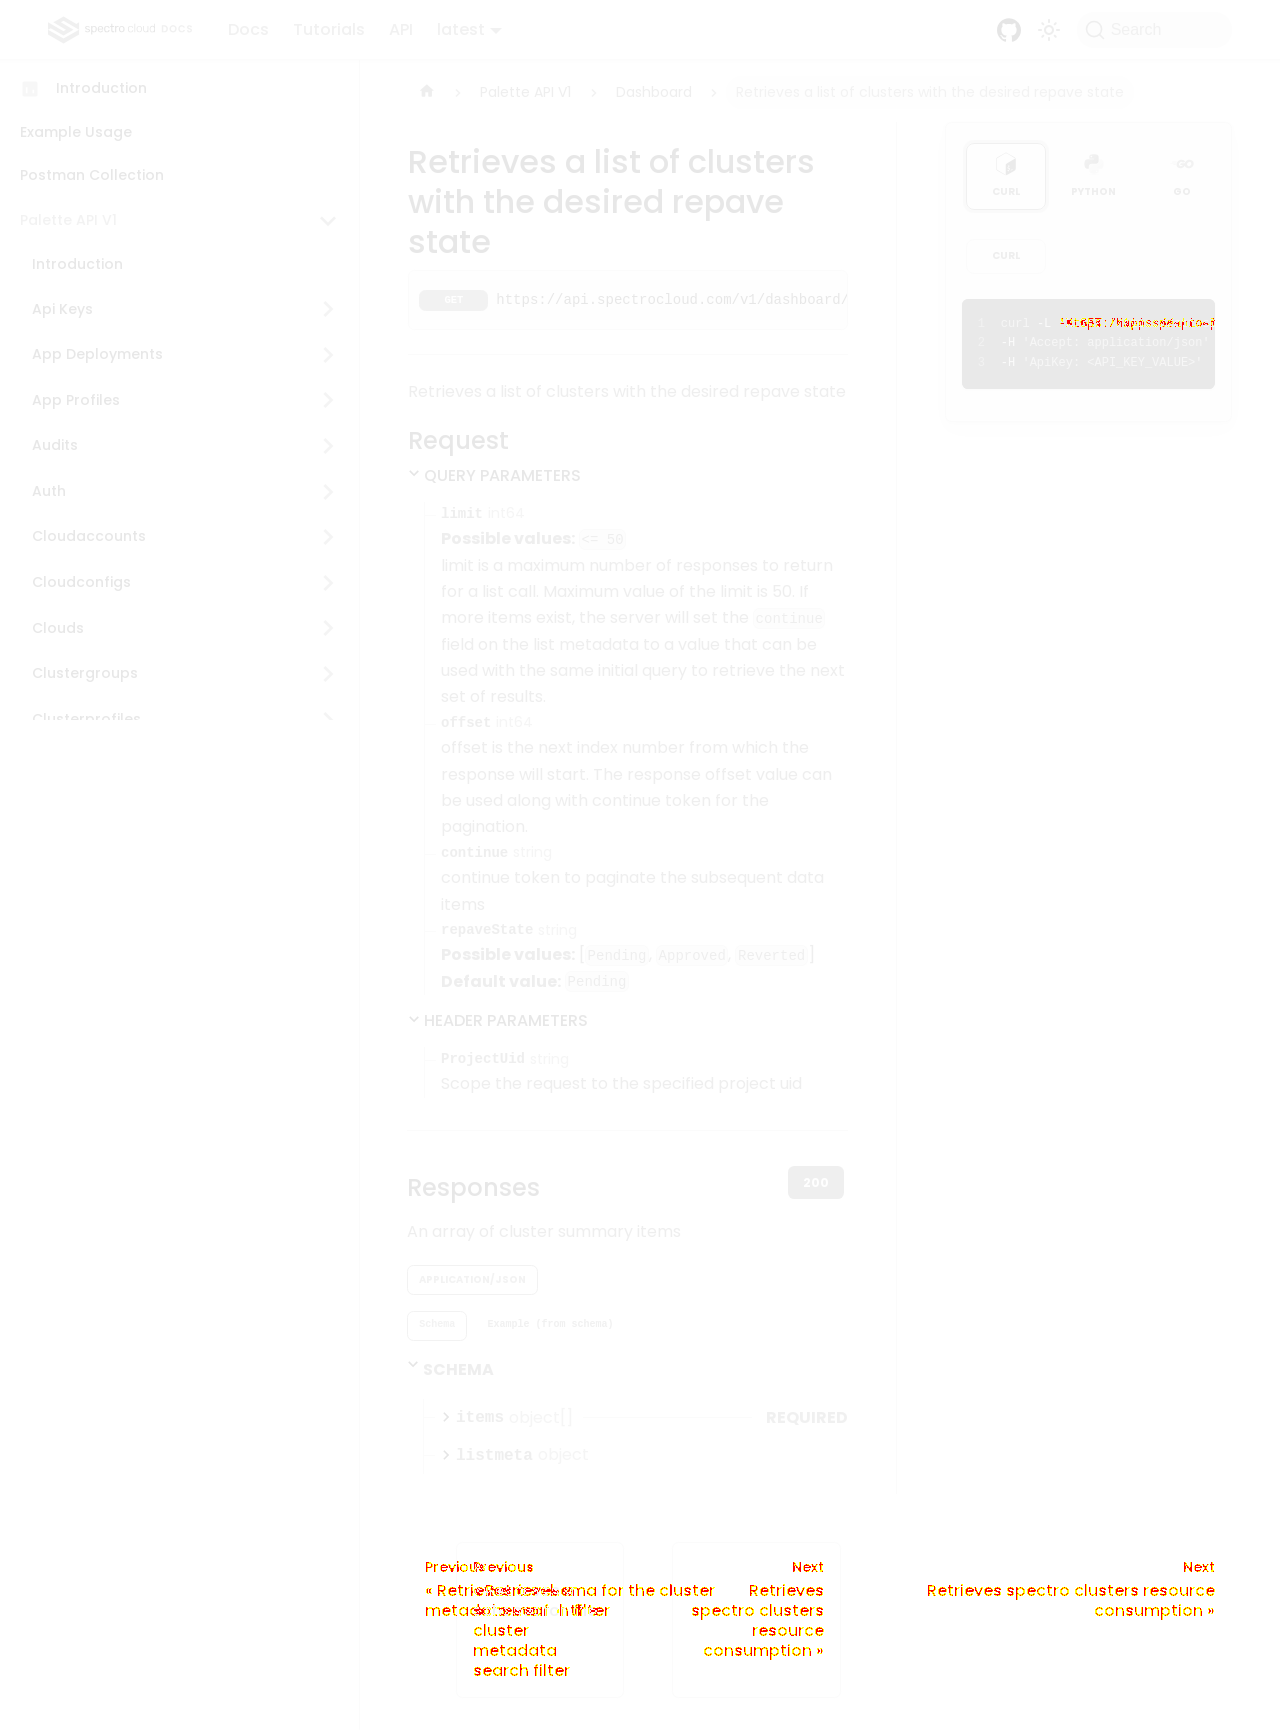 spectro cloud DOCS
Docs Tutorials API latest
Search
Introduction
Example Usage
Postman Collection
Palette API V1
Introduction
Api Keys
App Deployments
App Profiles
Audits
Auth
Cloudaccounts
Cloudconfigs
Clouds
Clustergroups
Clusterprofiles
Palette API V1 › Dashboard › Retrieves a list of clusters with the desired repave state
Retrieves a list of clusters
with the desired repave
state
GET https://api.spectrocloud.com/v1/dashboard/
Retrieves a list of clusters with the desired repave state
Request
QUERY PARAMETERS
limit int64
Possible values: <= 50
limit is a maximum number of responses to return
for a list call. Maximum value of the limit is 50. If
more items exist, the server will set the continue
field on the list metadata to a value that can be
used with the same initial query to retrieve the next
set of results.
offset int64
offset is the next index number from which the
response will start. The response offset value can
be used along with continue token for the
pagination.
continue string
continue token to paginate the subsequent data
items
repaveState string
Possible values: [Pending, Approved, Reverted]
Default value: Pending
HEADER PARAMETERS
ProjectUid string
Scope the request to the specified project uid
Responses
200
An array of cluster summary items
APPLICATION/JSON
Schema Example (from schema)
SCHEMA
items object[] REQUIRED
listmeta object
CURL PYTHON GO
CURL
1 curl -L
2 -H 'Accept: application/json'
3 -H 'ApiKey: <API_KEY_VALUE>'
Previous
for the cluster
cluster
metadata
search filter
Next
Retrieves
spectro clusters
resource
consumption »
Next
Retrieves spectro clusters resource
consumption »